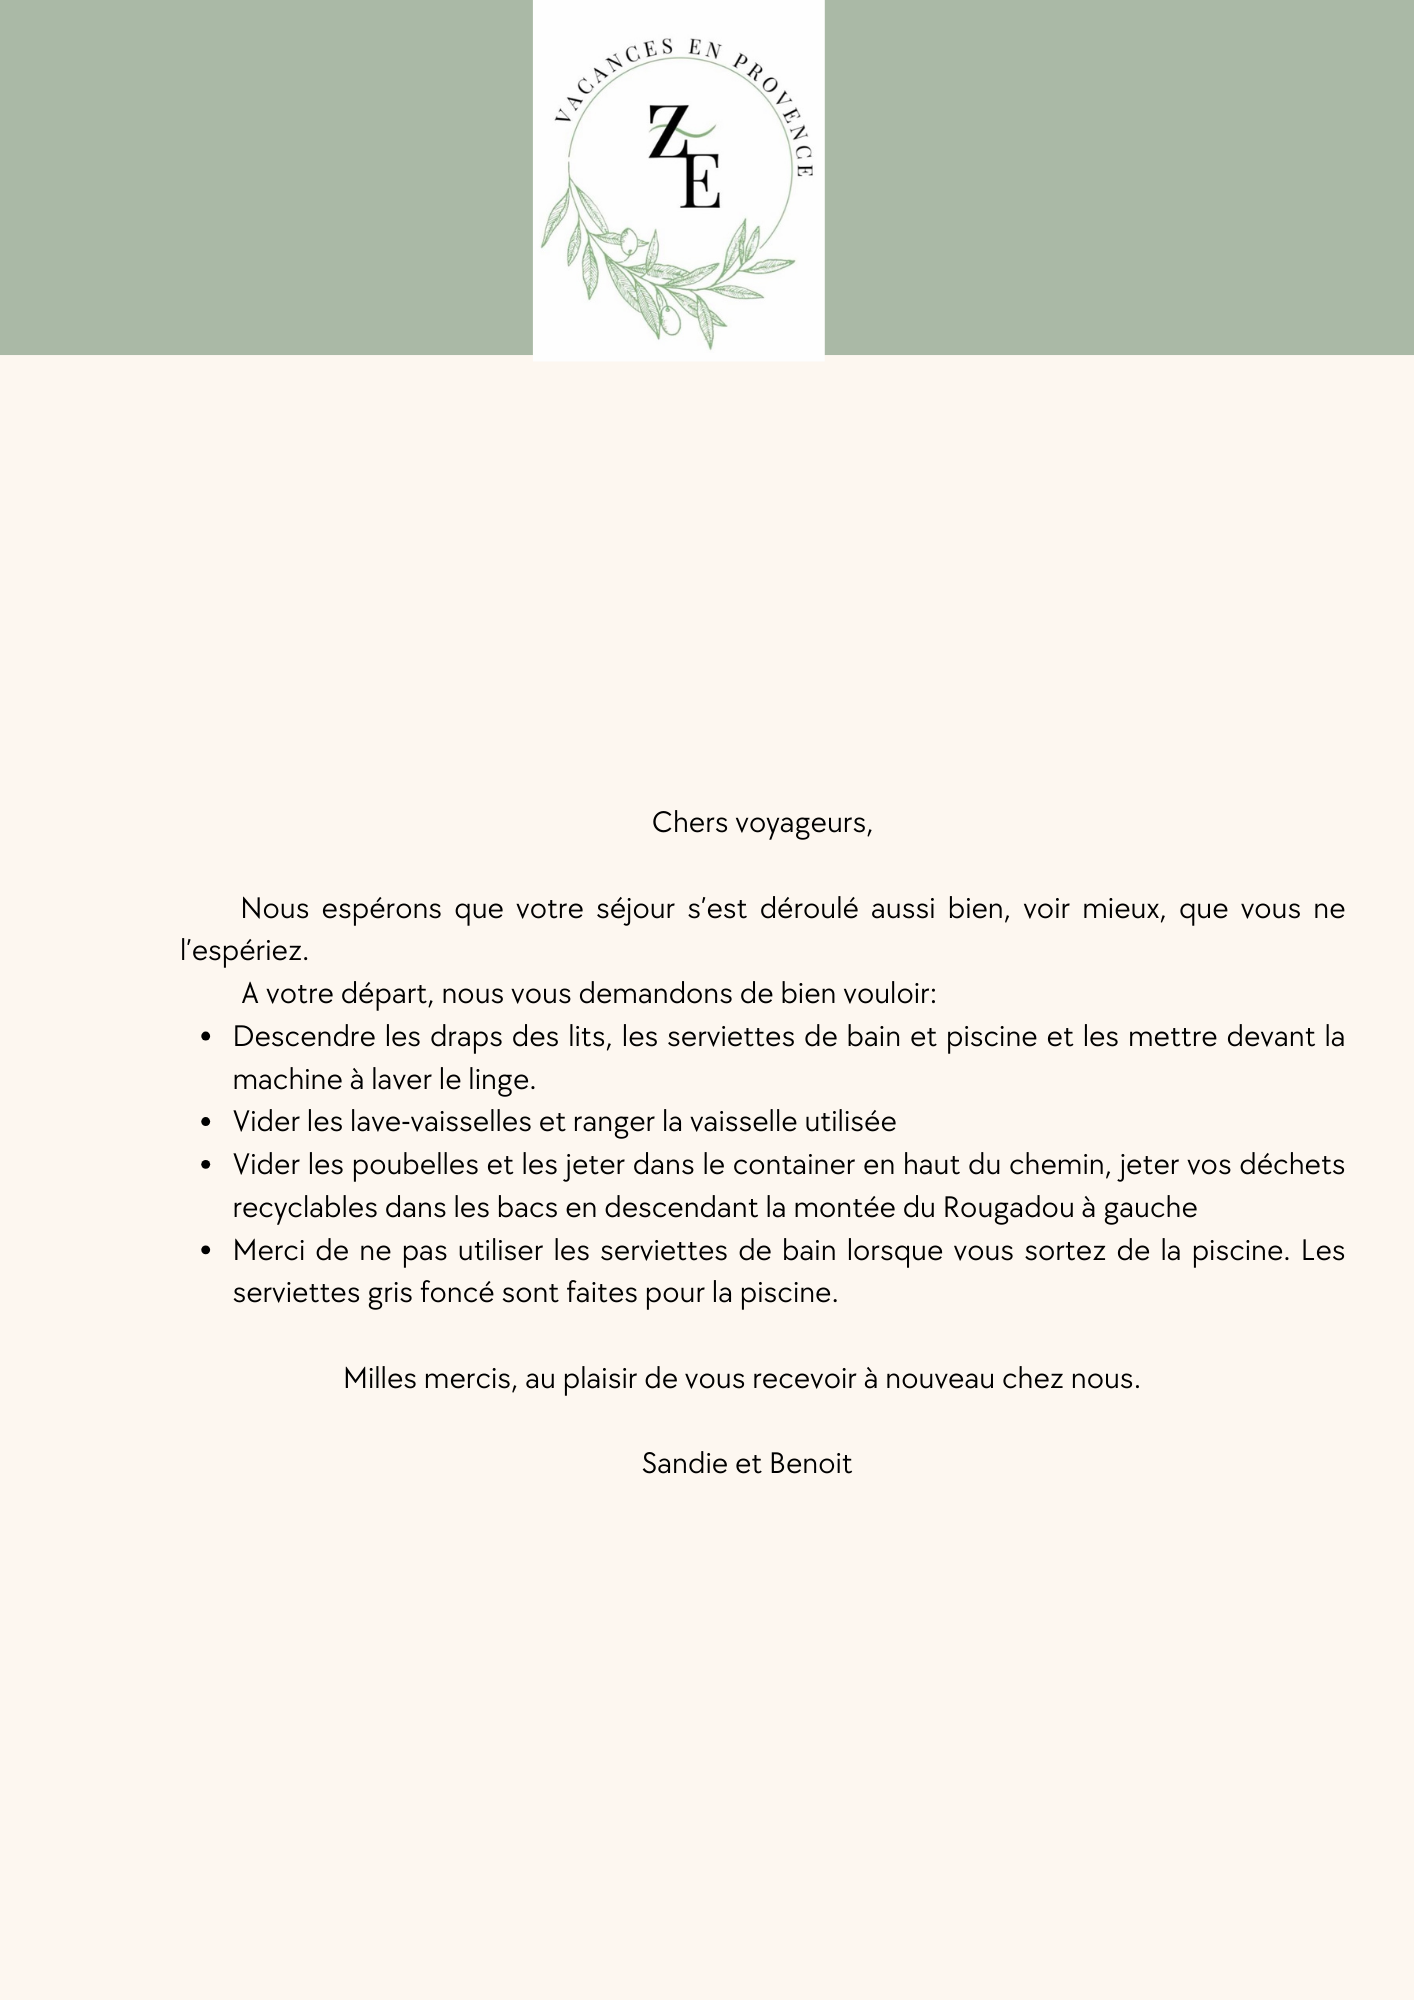 VACANCES EN PROVENCE
Z
E
Chers voyageurs,
Nous espérons que votre séjour s'est déroulé aussi bien, voir mieux, que vous ne
l'espériez.
A votre départ, nous vous demandons de bien vouloir:
• Descendre les draps des lits, les serviettes de bain et piscine et les mettre devant la
machine à laver le linge.
• Vider les lave-vaisselles et ranger la vaisselle utilisée
• Vider les poubelles et les jeter dans le container en haut du chemin, jeter vos déchets
recyclables dans les bacs en descendant la montée du Rougadou à gauche
• Merci de ne pas utiliser les serviettes de bain lorsque vous sortez de la piscine. Les
serviettes gris foncé sont faites pour la piscine.
Milles mercis, au plaisir de vous recevoir à nouveau chez nous.
Sandie et Benoit